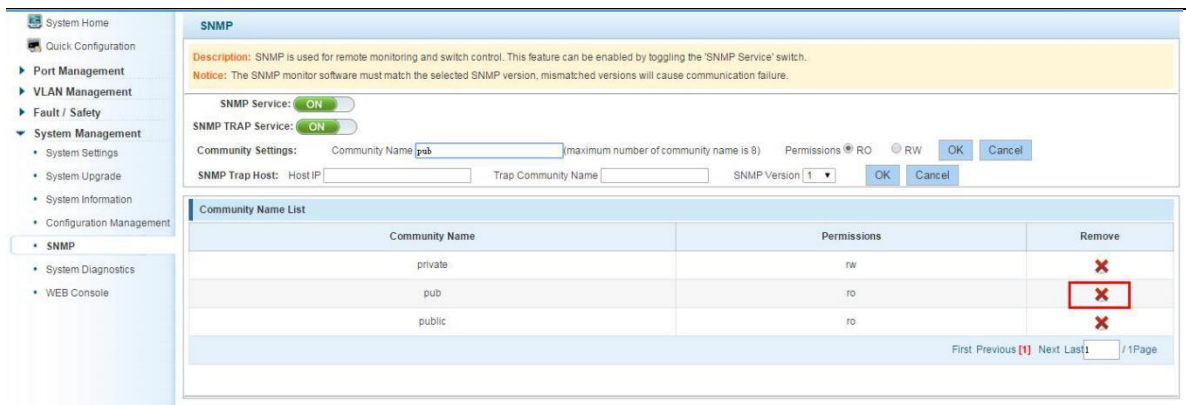 System Home
Quick Configuration
Port Management
VLAN Management
Fault / Safety
System Management
System Settings
System Upgrade
System Information
Configuration Management
SNMP
System Diagnostics
WEB Console
SNMP
Description: SNMP is used for remote monitoring and switch control. This feature can be enabled by toggling the 'SNMP Service' switch.
Notice: The SNMP monitor software must match the selected SNMP version, mismatched versions will cause communication failure.
SNMP Service: ON
SNMP TRAP Service: ON
Community Settings: Community Name pub (maximum number of community name is 8) Permissions RO RW OK Cancel
SNMP Trap Host: Host IP Trap Community Name SNMP Version 1 OK Cancel
Community Name List
Community Name Permissions Remove
private rw
pub ro
public ro
First Previous [1] Next Last 1 / 1Page